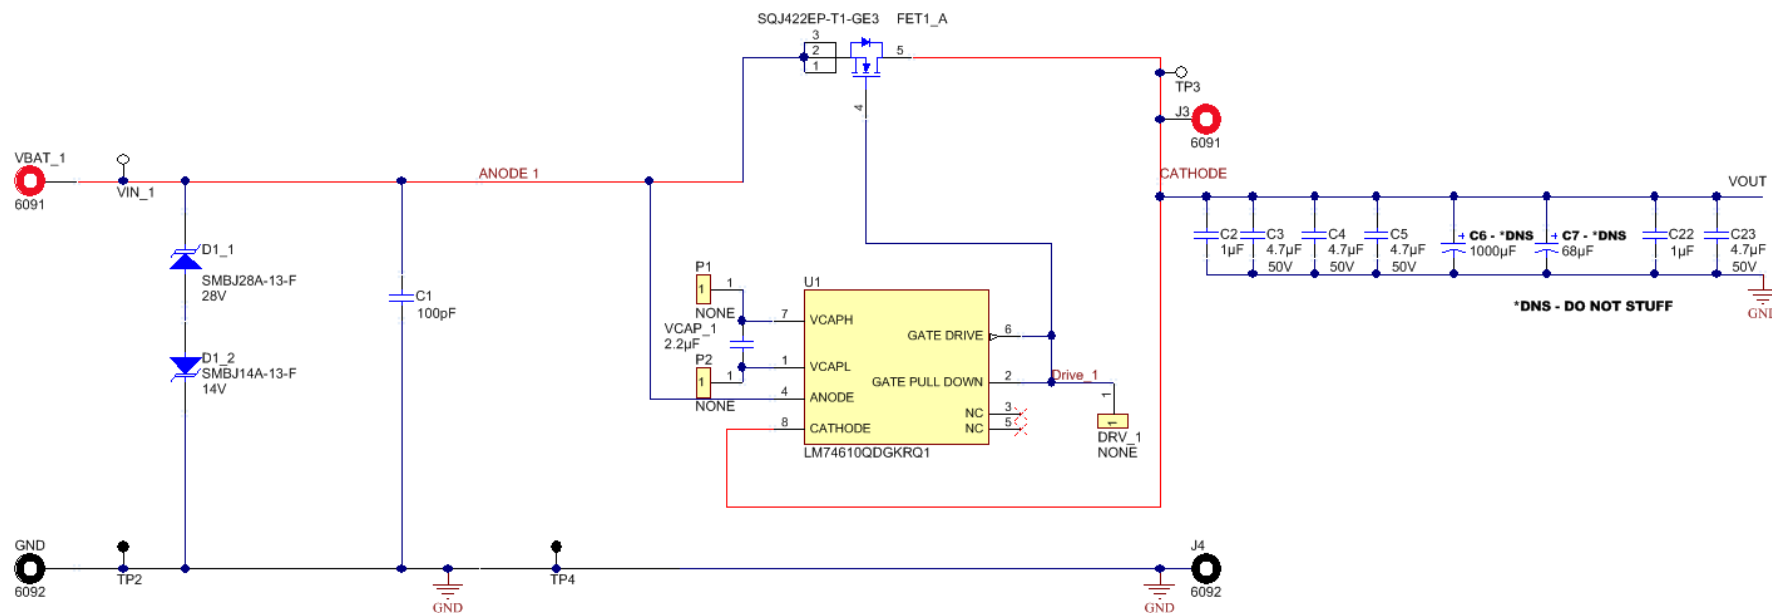 SQJ422EP-T1-GE3 FET1_A
3
2
1
5
4
TP3
J3
6091
VBAT_1
6091
VIN_1
ANODE 1
CATHODE
VOUT
D1_1
SMBJ28A-13-F
28V
D1_2
SMBJ14A-13-F
14V
C1
100pF
P1
1
1
NONE
VCAP_1
2.2µF
P2
1
1
NONE
U1
7 VCAPH
1 VCAPL
4 ANODE
8 CATHODE
GATE DRIVE 6
GATE PULL DOWN 2
NC 3
NC 5
LM74610QDGKRQ1
Drive_1
1
1
DRV_1
NONE
C2
1µF
C3
4.7µF
50V
C4
4.7µF
50V
C5
4.7µF
50V
+ C6 - *DNS
1000µF
+ C7 - *DNS
68µF
C22
1µF
C23
4.7µF
50V
GND
*DNS - DO NOT STUFF
GND
6092
TP2
GND
TP4
GND
J4
6092